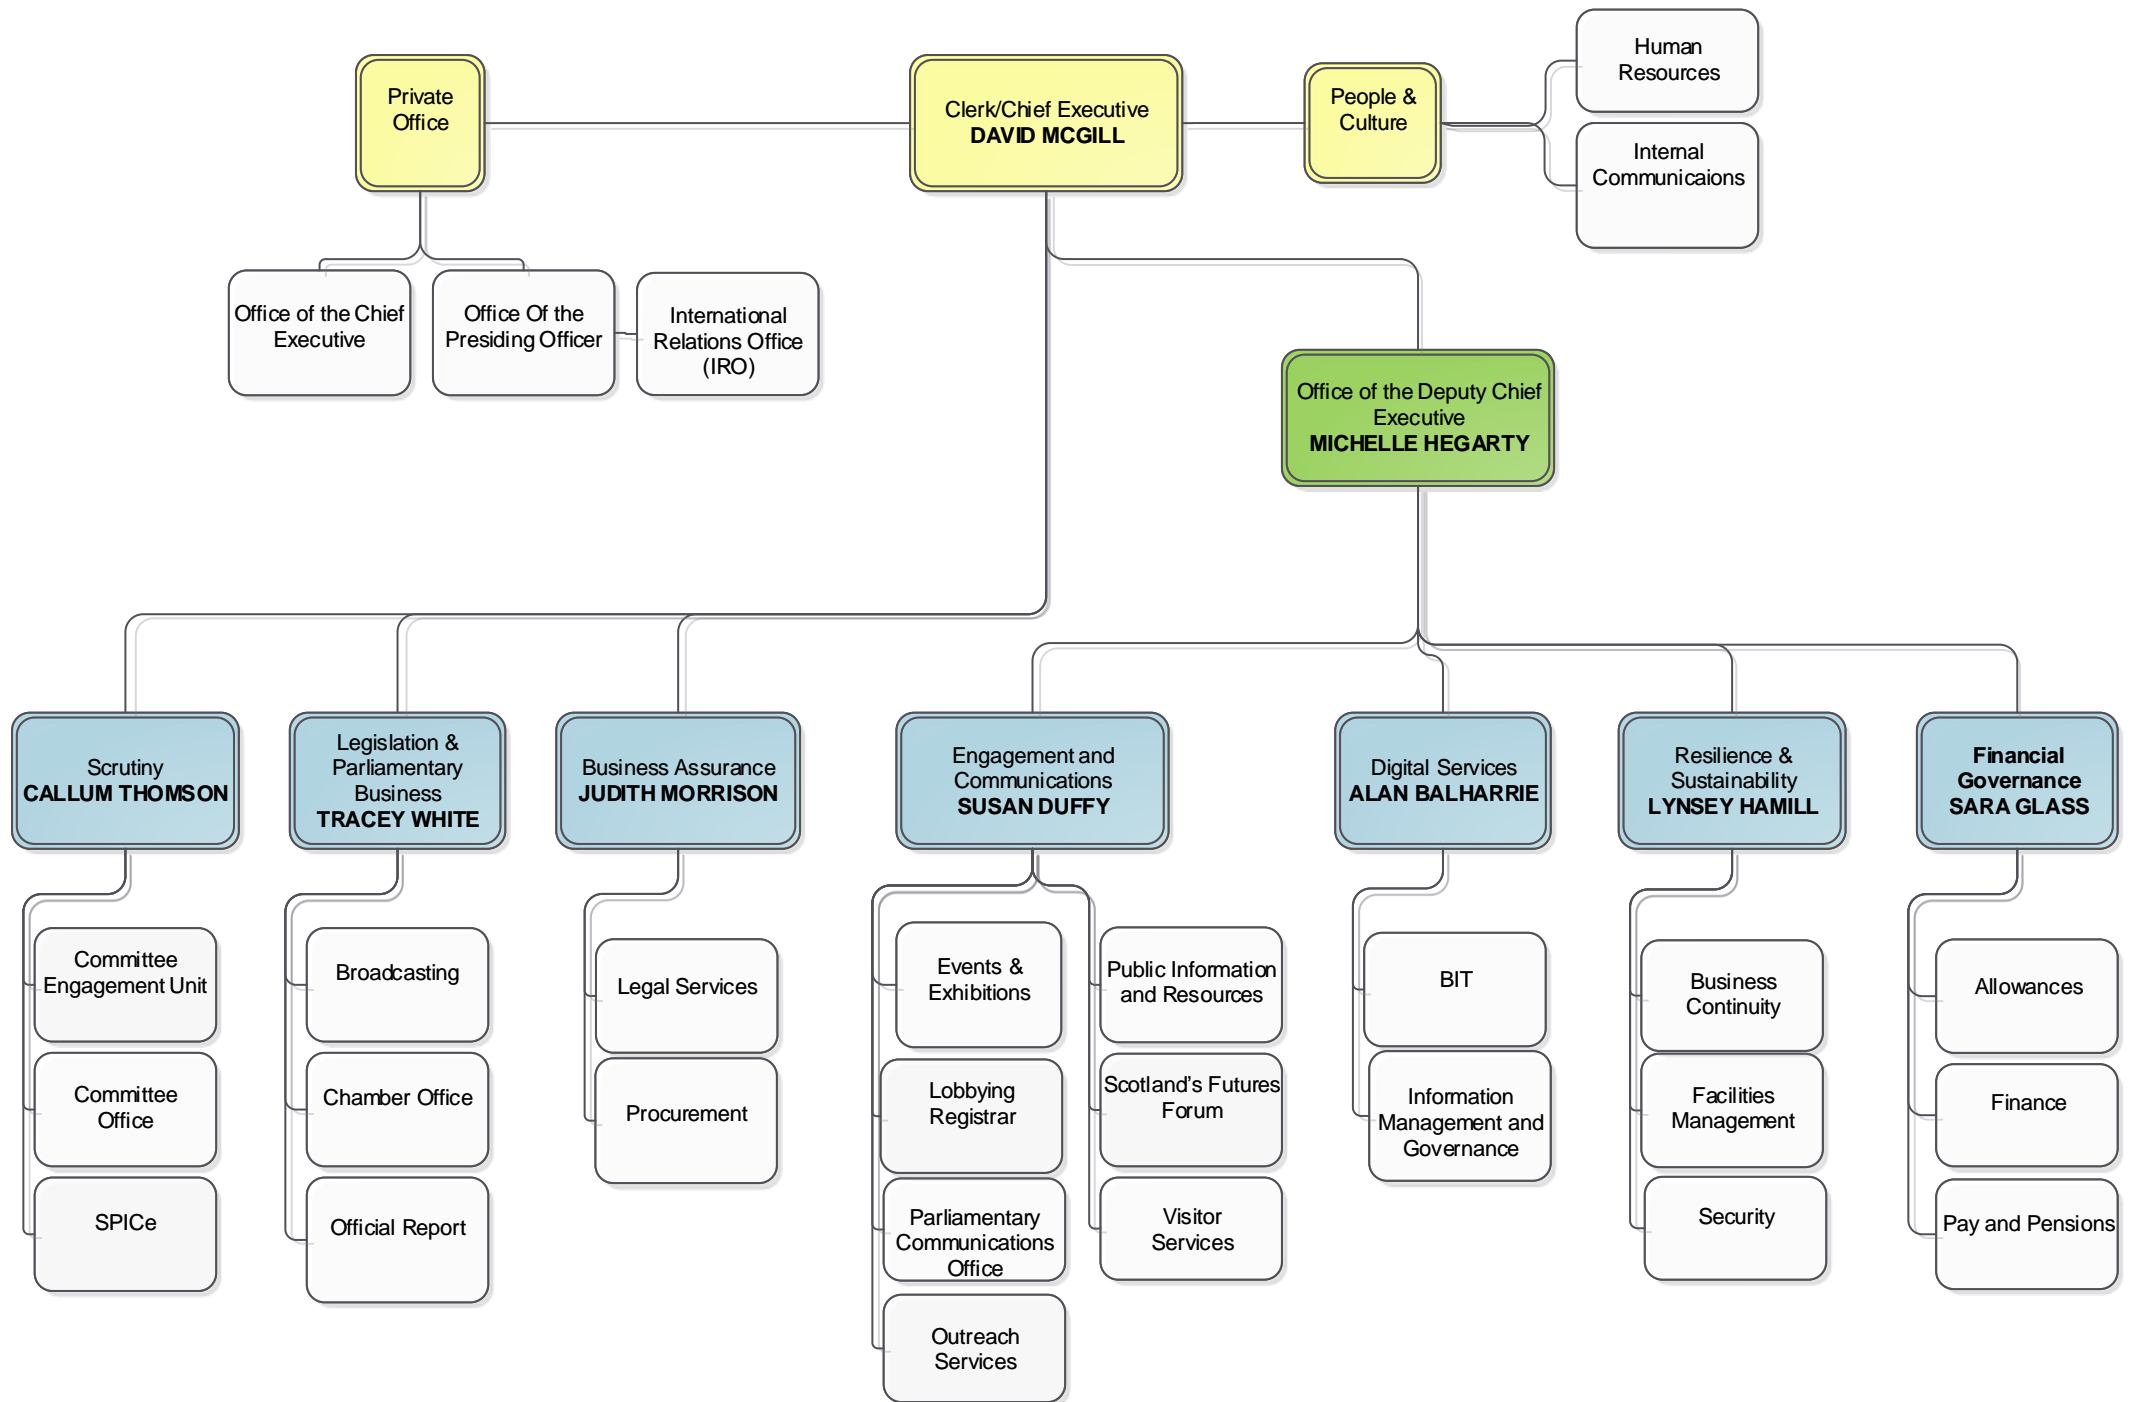 Private
Office
Clerk/Chief Executive
DAVID MCGILL
People &
Culture
Human
Resources
Internal
Communicaions
Office of the Chief
Executive
Office Of the
Presiding Officer
International
Relations Office
(IRO)
Office of the Deputy Chief
Executive
MICHELLE HEGARTY
Scrutiny
CALLUM THOMSON
Legislation &
Parliamentary
Business
TRACEY WHITE
Business Assurance
JUDITH MORRISON
Engagement and
Communications
SUSAN DUFFY
Digital Services
ALAN BALHARRIE
Resilience &
Sustainability
LYNSEY HAMILL
Financial
Governance
SARA GLASS
Committee
Engagement Unit
Committee
Office
SPICe
Broadcasting
Chamber Office
Official Report
Legal Services
Procurement
Events &
Exhibitions
Lobbying
Registrar
Parliamentary
Communications
Office
Outreach
Services
Public Information
and Resources
Scotland’s Futures
Forum
Visitor
Services
BIT
Information
Management and
Governance
Business
Continuity
Facilities
Management
Security
Allowances
Finance
Pay and Pensions